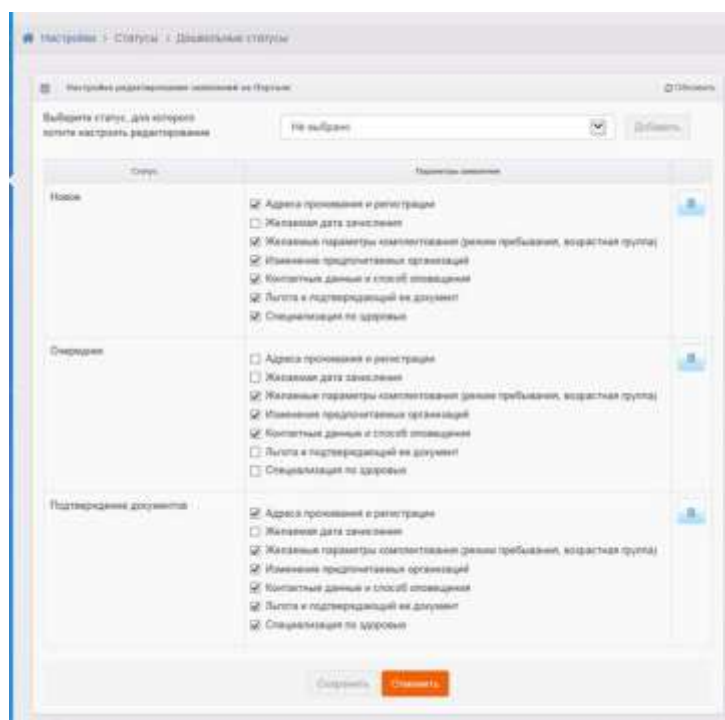 Настройки > Статусы > Дошкольные статусы
Настройка редактирования заявлений на Портале
Обновить
Выберите статус, для которого
хотите настроить редактирование
Не выбрано
Добавить
Статус
Параметры заявления
Новое
Адреса проживания и регистрации
Желаемая дата зачисления
Желаемые параметры комплектования (режим пребывания, возрастная группа)
Изменение предпочитаемых организаций
Контактные данные и способ оповещения
Льгота и подтверждающий ее документ
Специализация по здоровью
Очередник
Адреса проживания и регистрации
Желаемая дата зачисления
Желаемые параметры комплектования (режим пребывания, возрастная группа)
Изменение предпочитаемых организаций
Контактные данные и способ оповещения
Льгота и подтверждающий ее документ
Специализация по здоровью
Подтверждение документов
Адреса проживания и регистрации
Желаемая дата зачисления
Желаемые параметры комплектования (режим пребывания, возрастная группа)
Изменение предпочитаемых организаций
Контактные данные и способ оповещения
Льгота и подтверждающий ее документ
Специализация по здоровью
Сохранить
Отменить